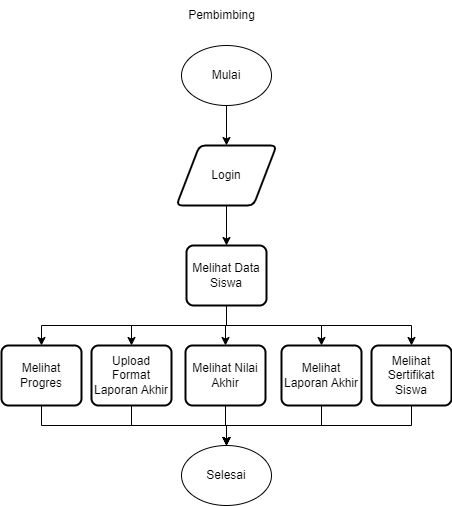 Pembimbing
Mulai
Login
Melihat Data
Siswa
Melihat
Progres
Upload
Format
Laporan Akhir
Melihat Nilai
Akhir
Melihat
Laporan Akhir
Melihat
Sertifikat
Siswa
Selesai